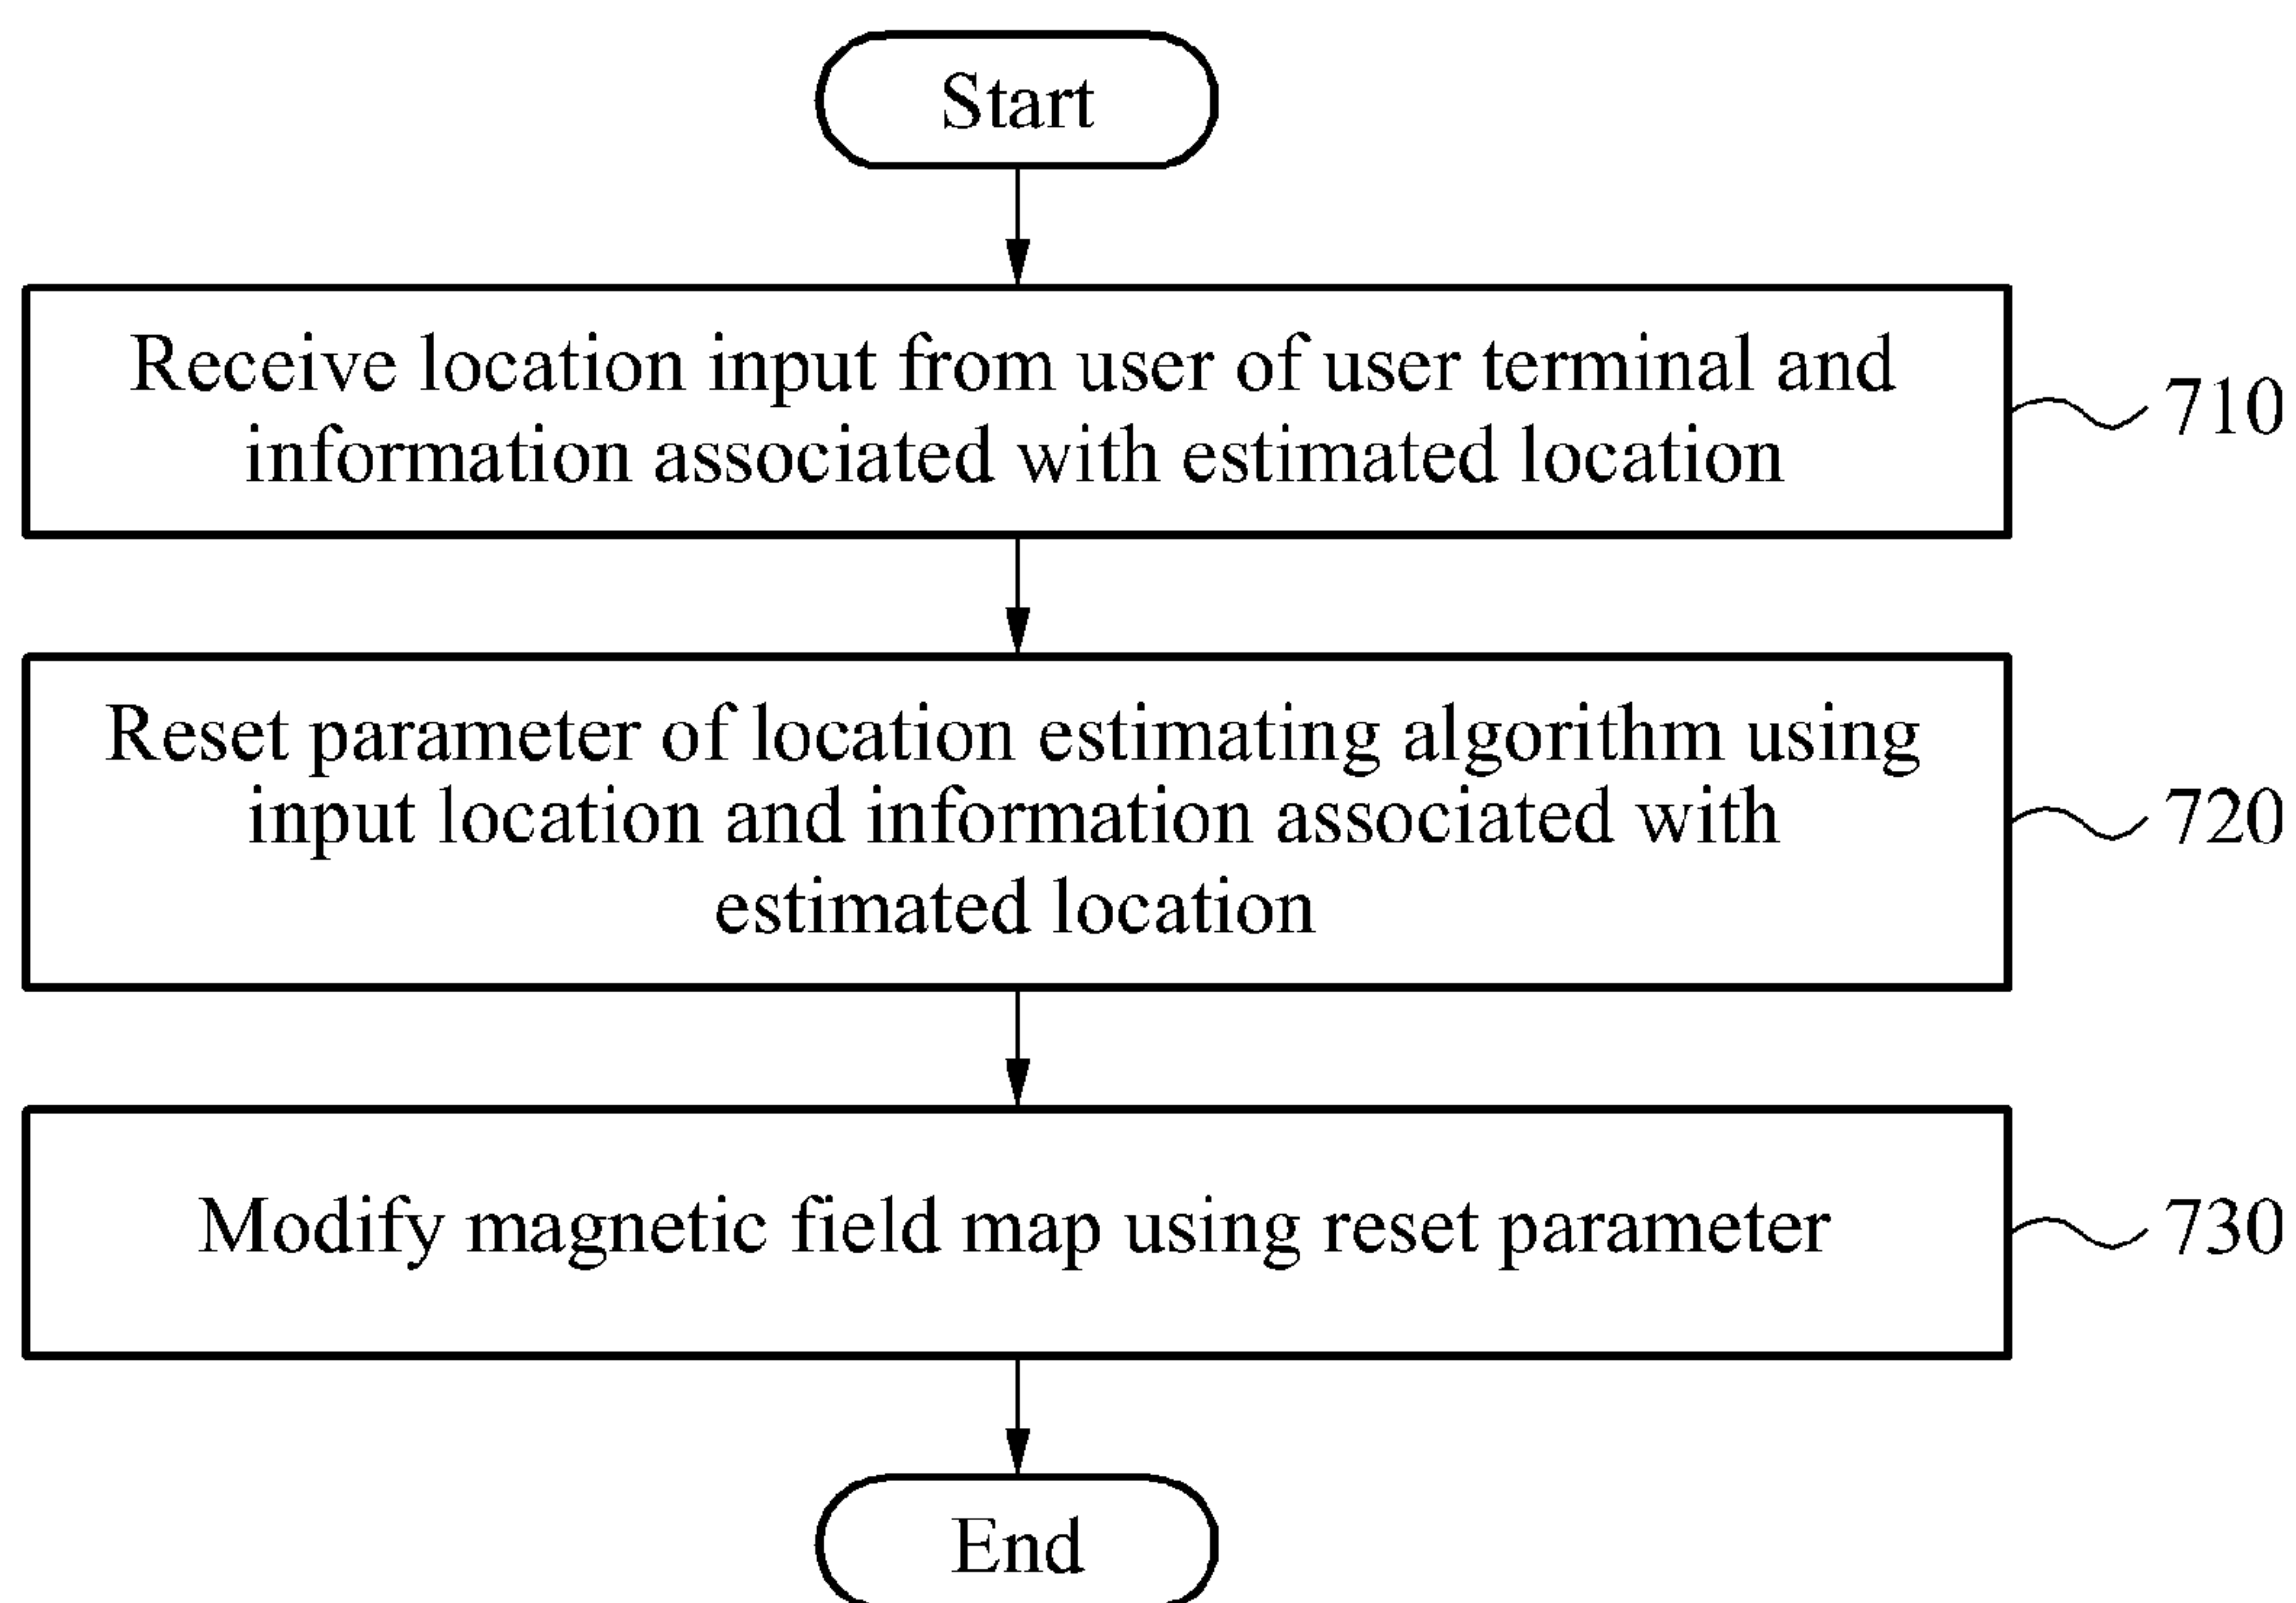 Start
Receive location input from user of user terminal and
information associated with estimated location
710
Reset parameter of location estimating algorithm using
input location and information associated with
estimated location
720
Modify magnetic field map using reset parameter
730
End